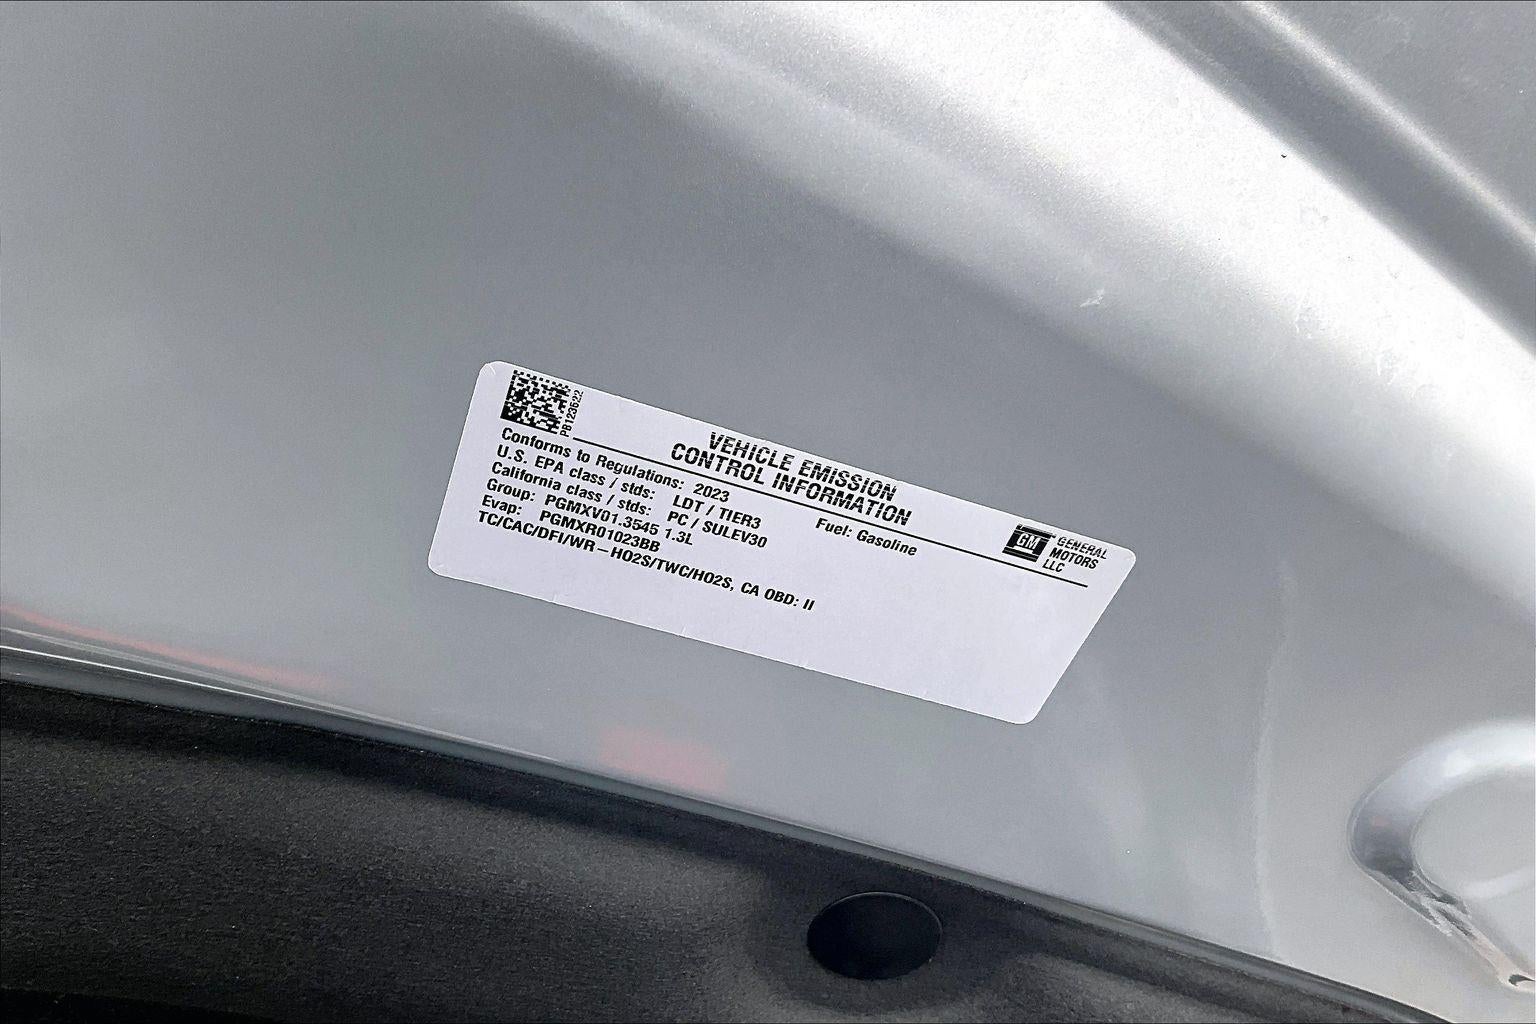 PB123622
VEHICLE EMISSION
CONTROL INFORMATION
Conforms to Regulations: 2023
U.S. EPA class / stds: LDT / TIER3
California class / stds: PC / SULEV30
Group: PGMXV01.3545 1.3L
Evap: PGMXR01023BB
TC/CAC/DFI/WR-HO2S/TWC/HO2S, CA OBD: II
Fuel: Gasoline
GM
GENERAL
MOTORS
LLC